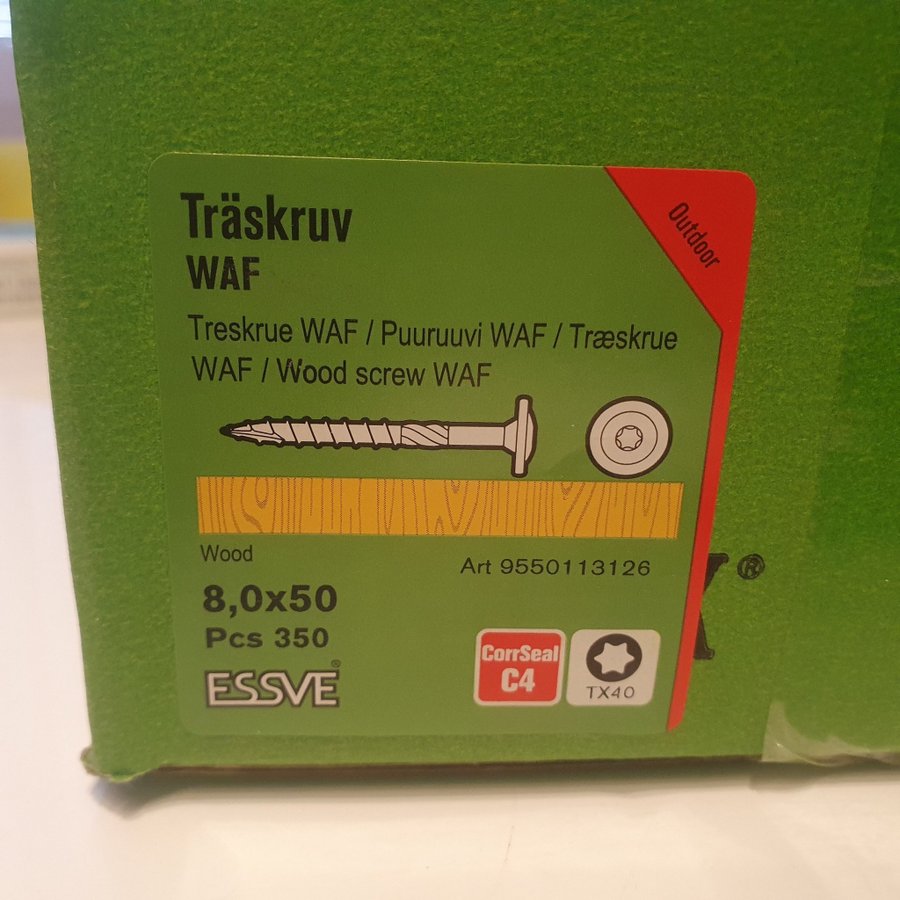 Träskruv
WAF
Outdoor
Treskrue WAF / Puuruuvi WAF / Træskrue
WAF / Wood screw WAF
Wood
Art 9550113126
8,0x50
Pcs 350
ESSVE®
CorrSeal
C4
TX40
®